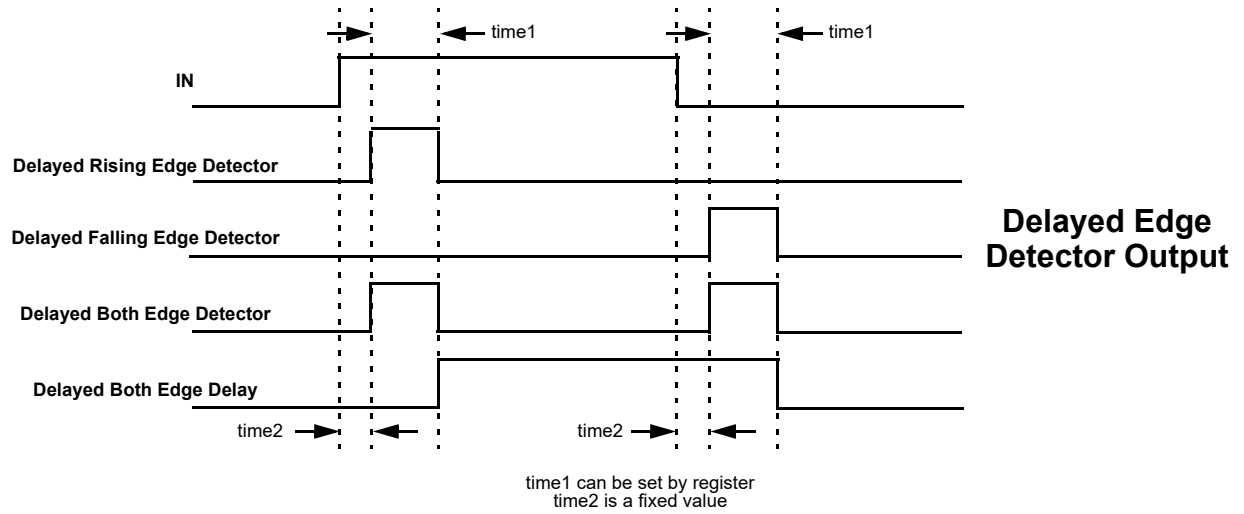 time1
time1
IN
Delayed Rising Edge Detector
Delayed Falling Edge Detector
Delayed Edge
Detector Output
Delayed Both Edge Detector
Delayed Both Edge Delay
time2
time2
time1 can be set by register
time2 is a fixed value